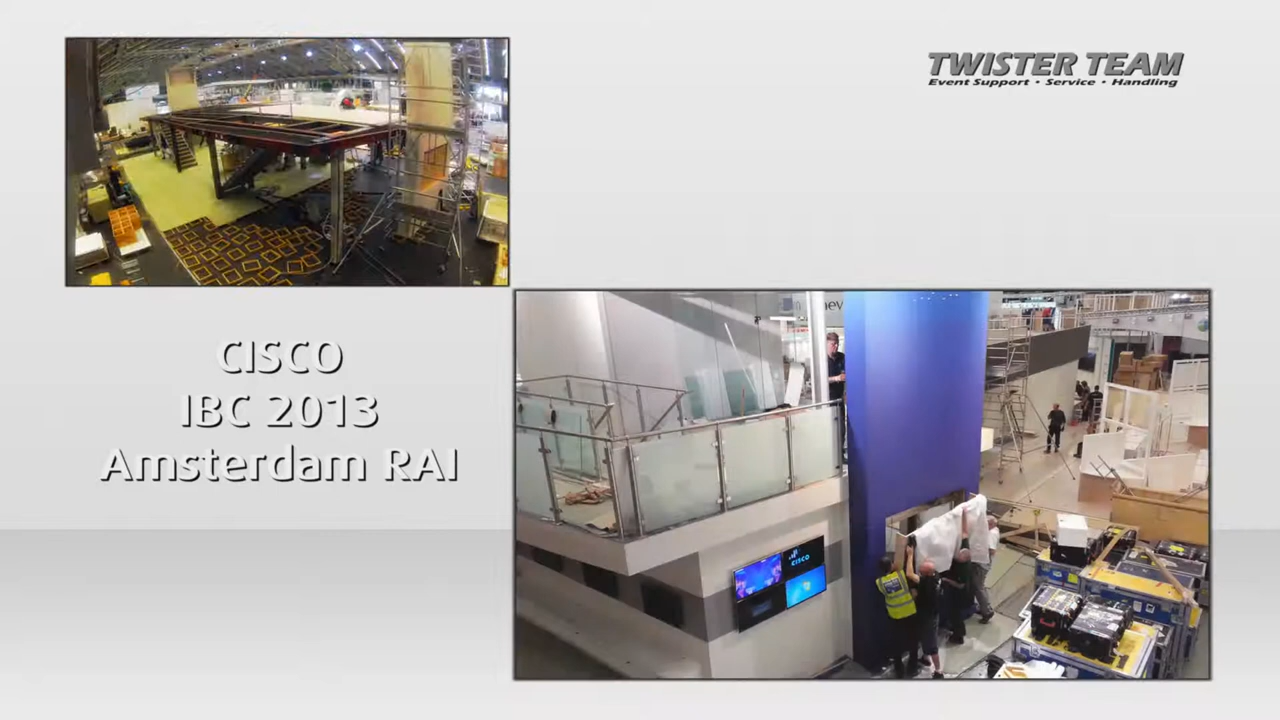 TWISTER TEAM
Event Support • Service • Handling
CISCO
IBC 2013
Amsterdam RAI
CISCO